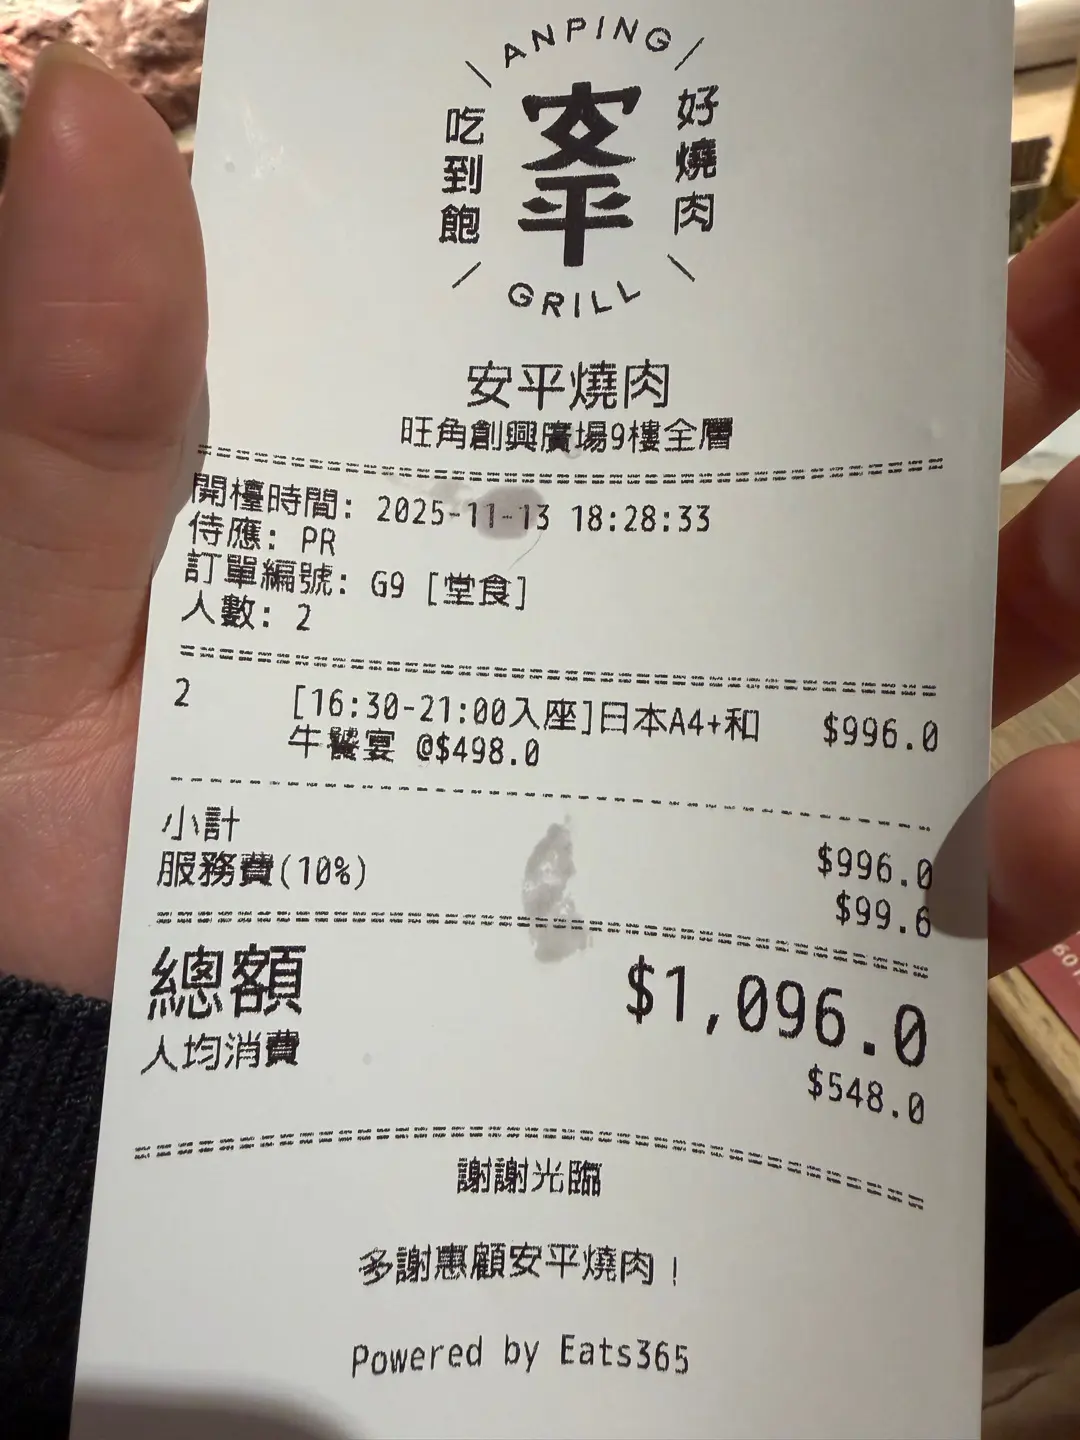 ANPING
吃到飽
安平
好燒肉
GRILL
安平燒肉
旺角創興廣場9樓全層
開檯時間: 2025-11-13 18:28:33
侍應: PR
訂單編號: G9 [堂食]
人數: 2
2 [16:30-21:00入座]日本A4+和 $996.0
牛饗宴 @$498.0
小計 $996.0
服務費(10%) $99.6
總額 $1,096.0
人均消費 $548.0
謝謝光臨
多謝惠顧安平燒肉！
Powered by Eats365
601